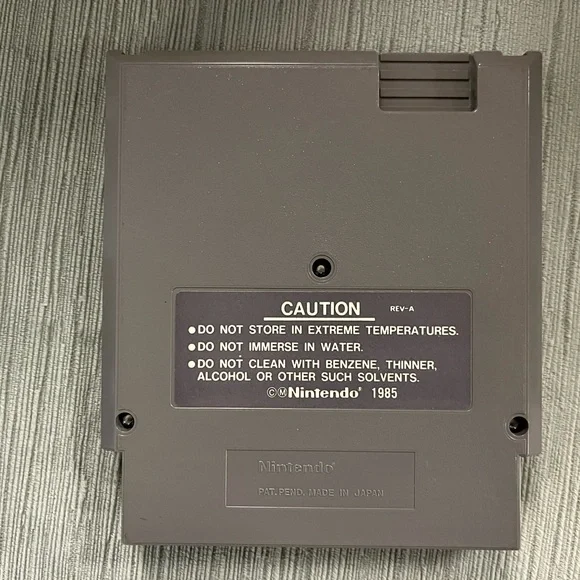 CAUTION REV-A
●DO NOT STORE IN EXTREME TEMPERATURES.
●DO NOT IMMERSE IN WATER.
●DO NOT CLEAN WITH BENZENE, THINNER,
ALCOHOL OR OTHER SUCH SOLVENTS.
©ⓂNintendo® 1985
Nintendo®
PAT. PEND. MADE IN JAPAN